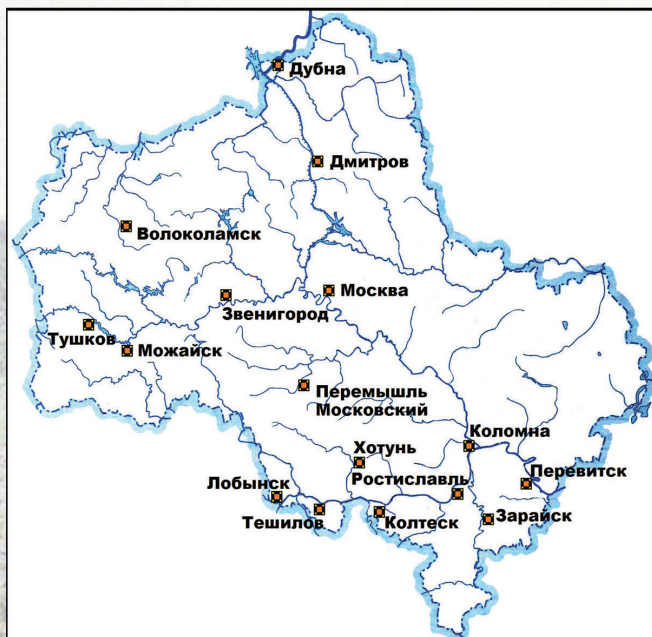 Дубна
Дмитров
Волоколамск
Москва
Звенигород
Тушков
Можайск
Перемышль
Московский
Коломна
Хотунь
Перевитск
Лобынск
Ростиславль
Тешилов
Колтеск
Зарайск